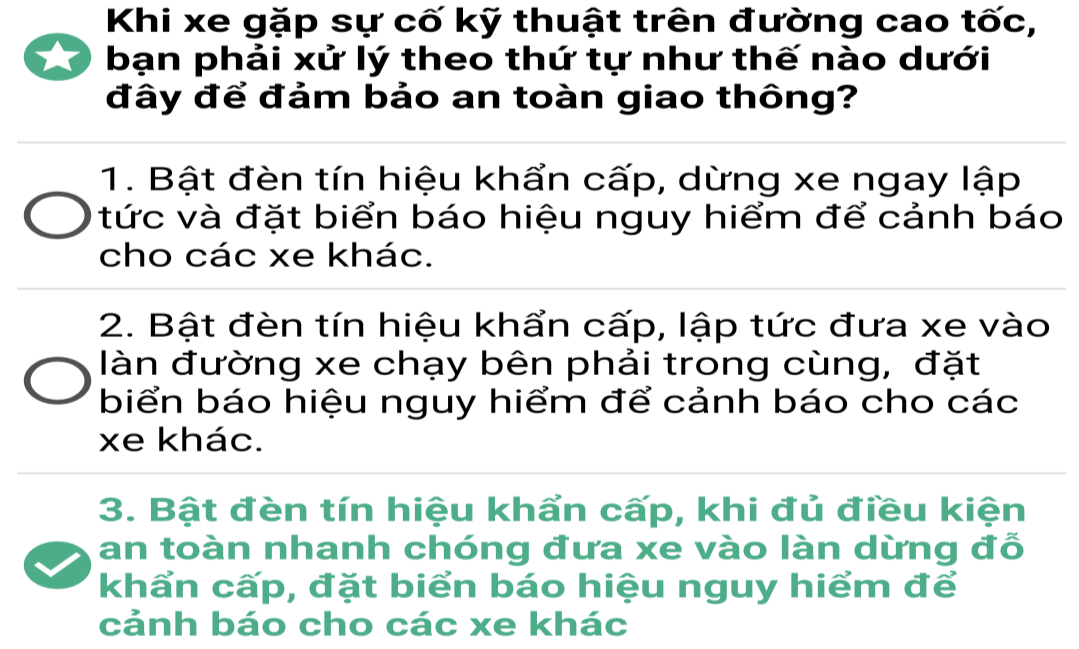 Khi xe gặp sự cố kỹ thuật trên đường cao tốc,
bạn phải xử lý theo thứ tự như thế nào dưới
đây để đảm bảo an toàn giao thông?
1. Bật đèn tín hiệu khẩn cấp, dừng xe ngay lập
tức và đặt biển báo hiệu nguy hiểm để cảnh báo
cho các xe khác.
2. Bật đèn tín hiệu khẩn cấp, lập tức đưa xe vào
làn đường xe chạy bên phải trong cùng, đặt
biển báo hiệu nguy hiểm để cảnh báo cho các
xe khác.
3. Bật đèn tín hiệu khẩn cấp, khi đủ điều kiện
an toàn nhanh chóng đưa xe vào làn dừng đỗ
khẩn cấp, đặt biển báo hiệu nguy hiểm để
cảnh báo cho các xe khác